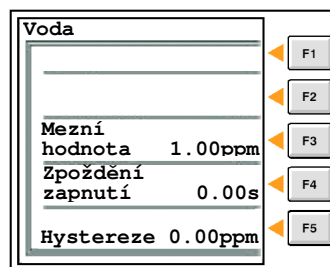 Voda
F1
F2
Mezní
hodnota 1.00ppm
F3
Zpoždění
zapnutí 0.00s
F4
Hystereze 0.00ppm
F5